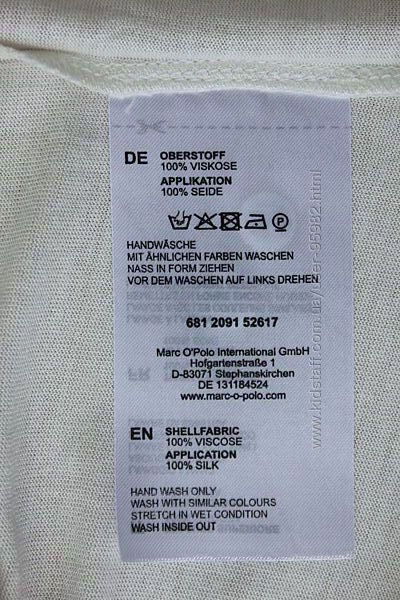 DE OBERSTOFF
100% VISKOSE
APPLIKATION
100% SEIDE
HANDWÄSCHE
MIT ÄHNLICHEN FARBEN WASCHEN
NASS IN FORM ZIEHEN
VOR DEM WASCHEN AUF LINKS DREHEN
681 2091 52617
Marc O'Polo International GmbH
Hofgartenstraße 1
D-83071 Stephanskirchen
DE 131184524
www.marc-o-polo.com
EN SHELLFABRIC
100% VISCOSE
APPLICATION
100% SILK
HAND WASH ONLY
WASH WITH SIMILAR COLOURS
STRETCH IN WET CONDITION
WASH INSIDE OUT